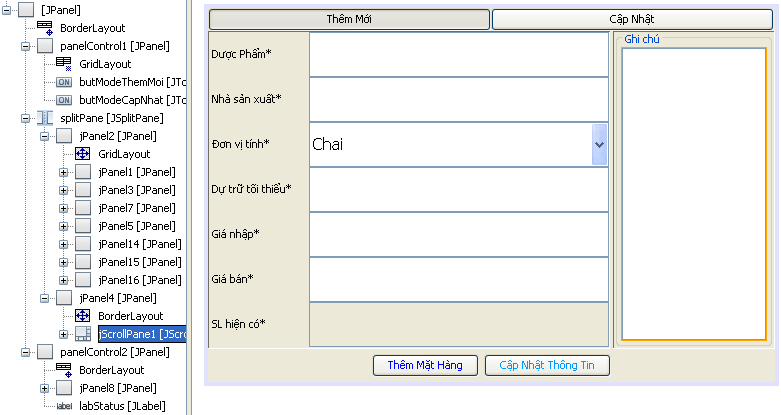 [JPanel]
BorderLayout
panelControl1 [JPanel]
GridLayout
ON butModeThemMoi [JTo
ON butModeCapNhat [JTo
splitPane [JSplitPane]
jPanel2 [JPanel]
GridLayout
jPanel1 [JPanel]
jPanel3 [JPanel]
jPanel7 [JPanel]
jPanel5 [JPanel]
jPanel14 [JPanel]
jPanel15 [JPanel]
jPanel16 [JPanel]
jPanel4 [JPanel]
BorderLayout
jScrollPane1 [JScro
panelControl2 [JPanel]
BorderLayout
jPanel8 [JPanel]
label labStatus [JLabel]
Thêm Mới
Cập Nhật
Dược Phẩm*
Nhà sản xuất*
Đơn vị tính*
Chai
Dự trữ tối thiểu*
Giá nhập*
Giá bán*
SL hiện có*
Ghi chú
Thêm Mặt Hàng
Cập Nhật Thông Tin